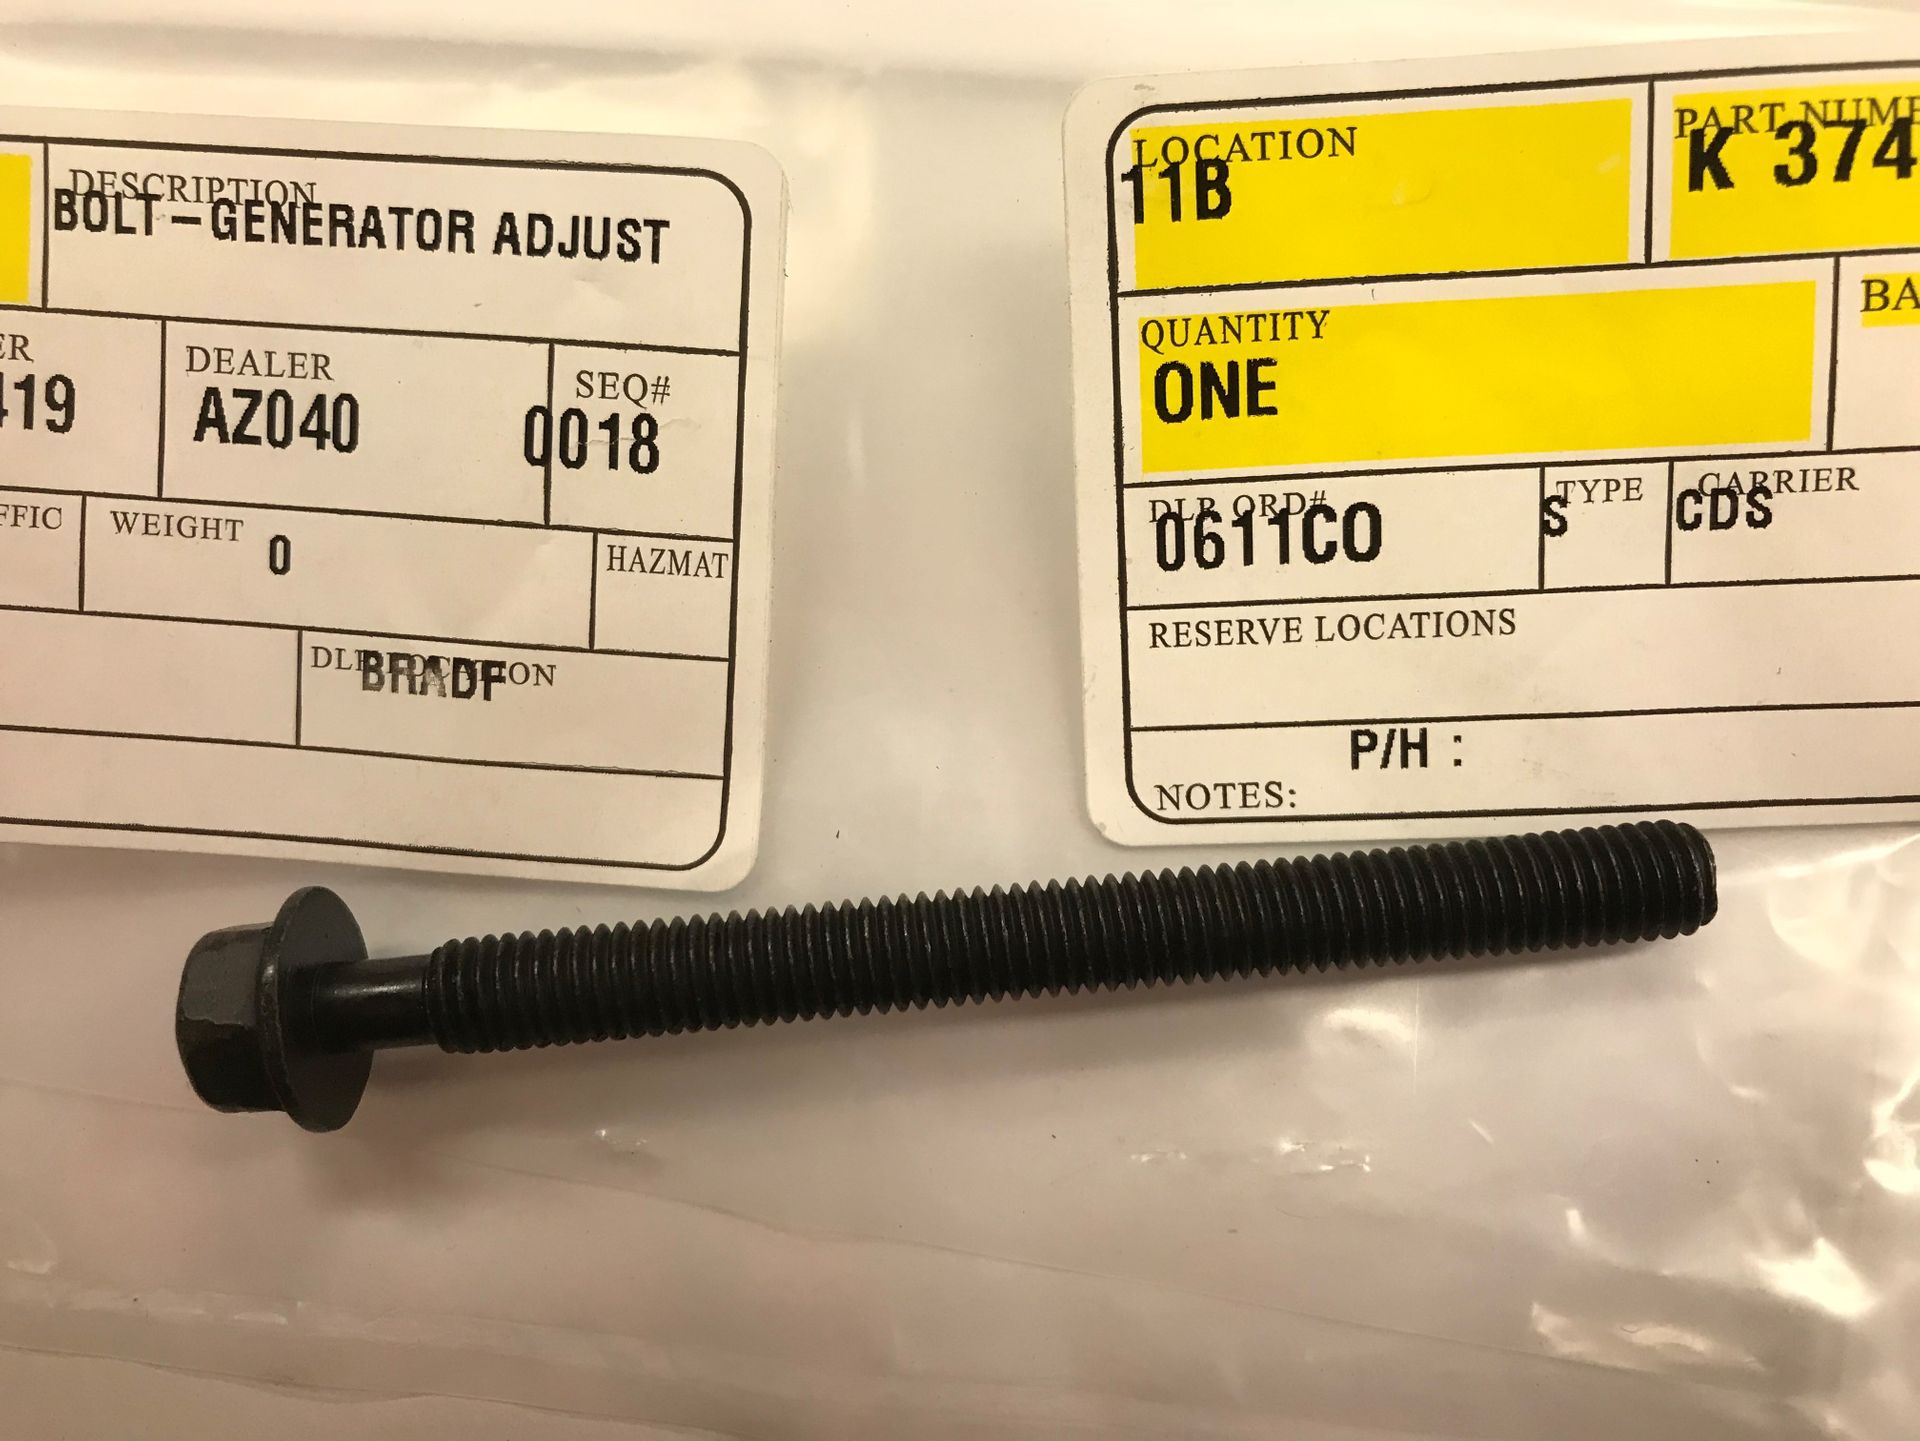 DESCRIPTION
BOLT-GENERATOR ADJUST
ER
419
DEALER
AZ040
SEQ#
0018
FFIC
WEIGHT
0
HAZMAT
DLR LOCATION
BRADF
LOCATION
11B
PART NUMB
K 374
QUANTITY
ONE
BA
DLR ORD#
0611CO
TYPE
S
CARRIER
CDS
RESERVE LOCATIONS
P/H :
NOTES: